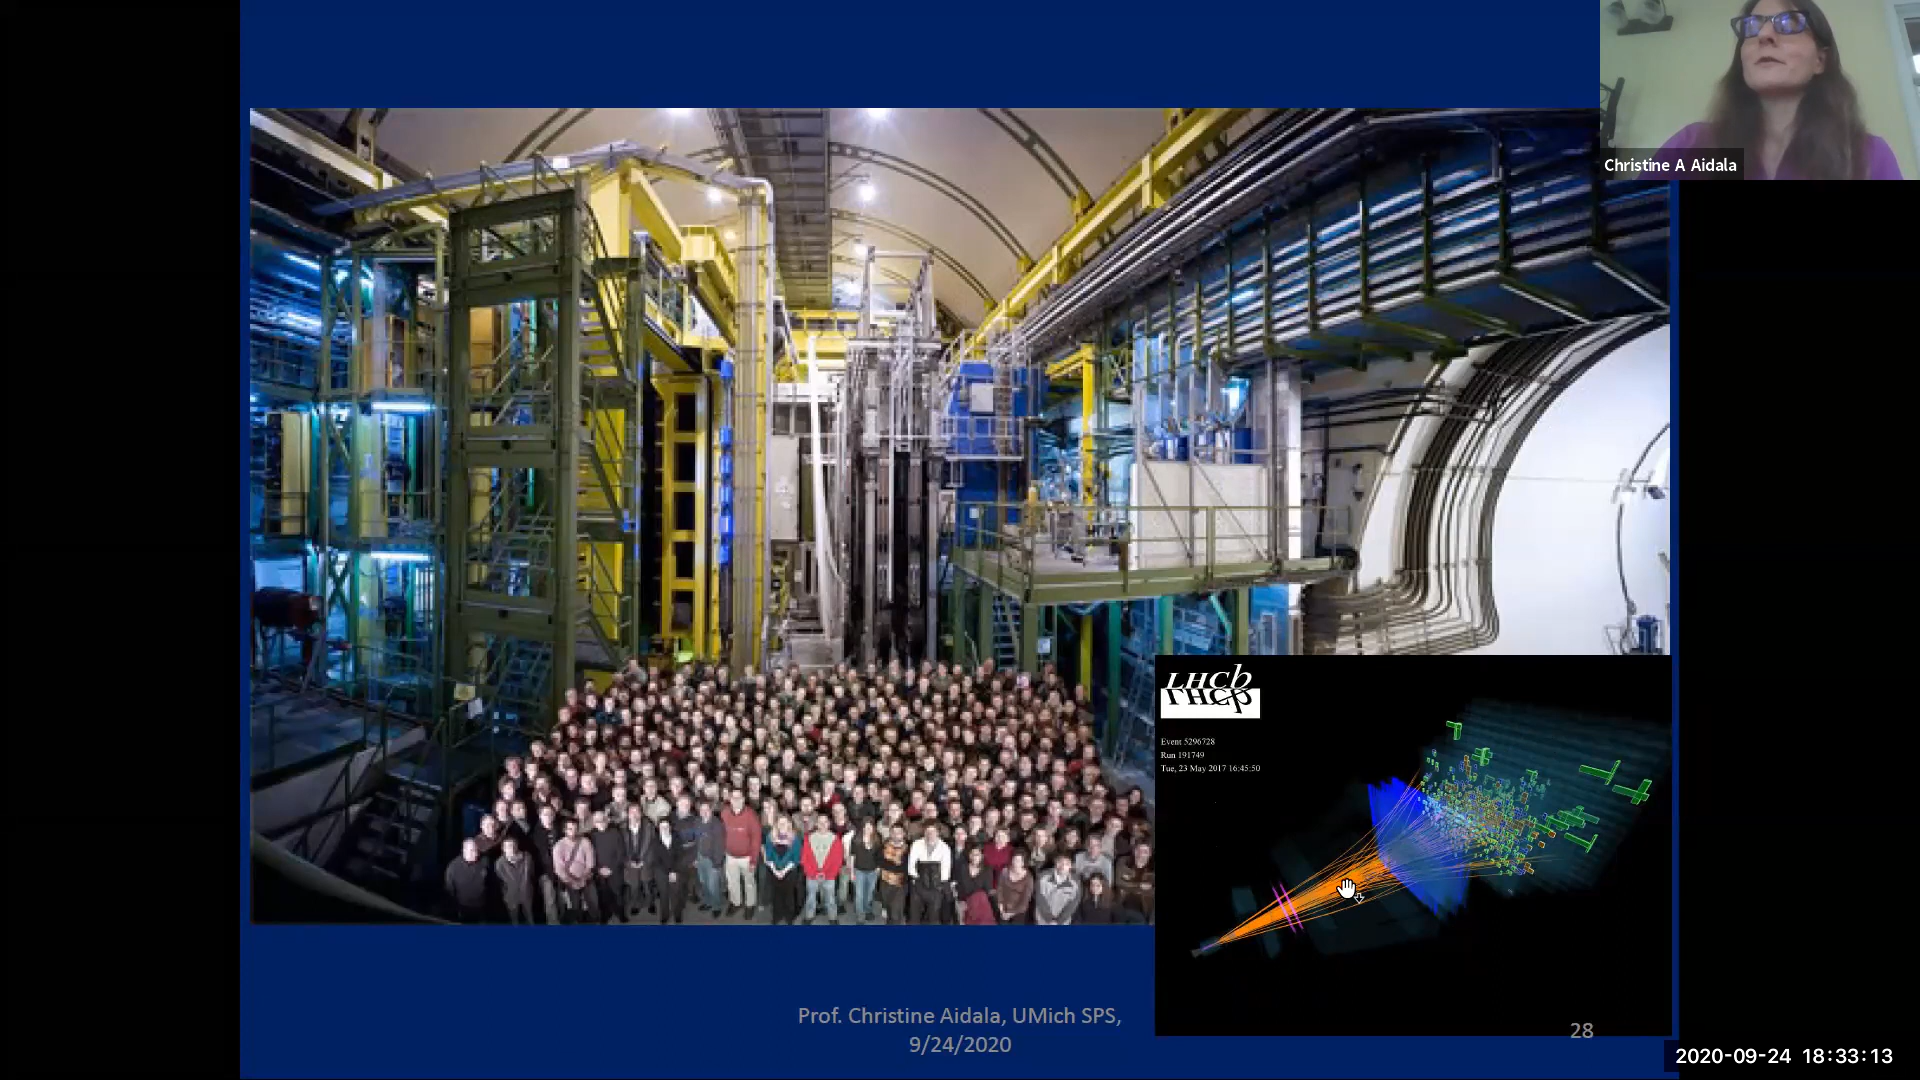 Christine A Aidala
LHCb
LHCb
Event 5296728
Run 191749
Tue, 23 May 2017 16:45:50
Prof. Christine Aidala, UMich SPS,
9/24/2020
28
2020-09-24 18:33:13